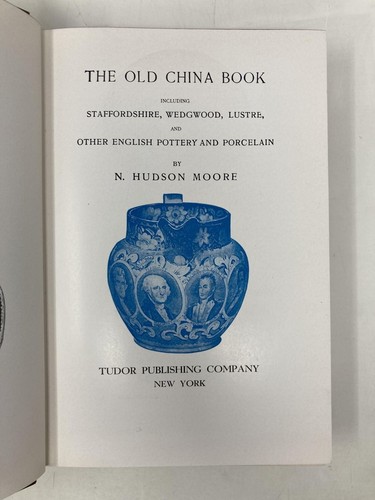 THE OLD CHINA BOOK
INCLUDING
STAFFORDSHIRE, WEDGWOOD, LUSTRE,
AND
OTHER ENGLISH POTTERY AND PORCELAIN
BY
N. HUDSON MOORE
TUDOR PUBLISHING COMPANY
NEW YORK